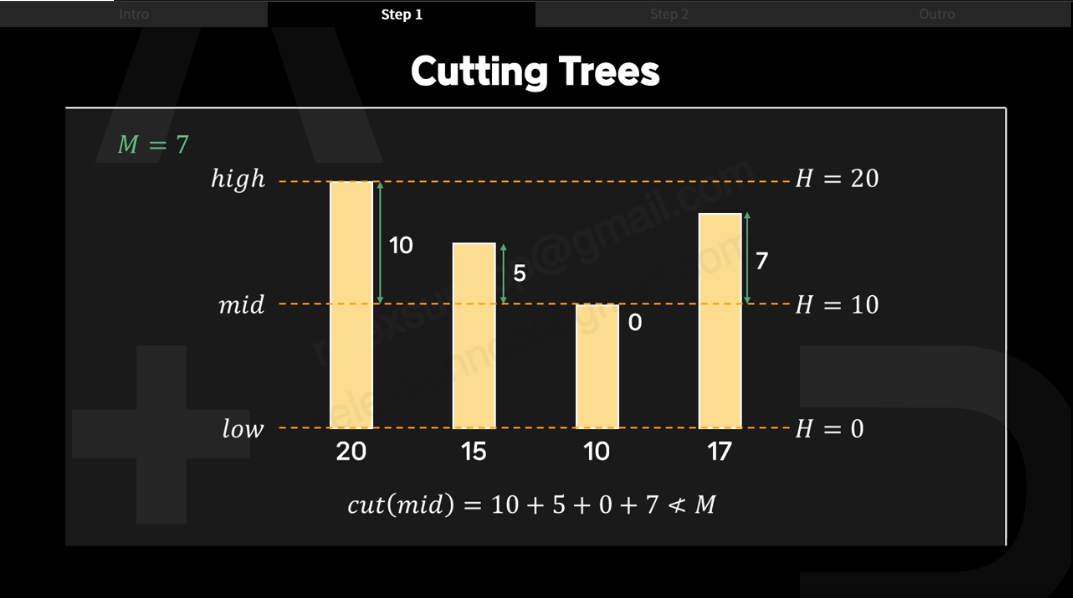 Intro
Step 1
Step 2
Outro
Cutting Trees
M = 7
high
H = 20
10
5
7
mid
H = 10
0
low
H = 0
20
15
10
17
cut(mid) = 10 + 5 + 0 + 7 ≮ M